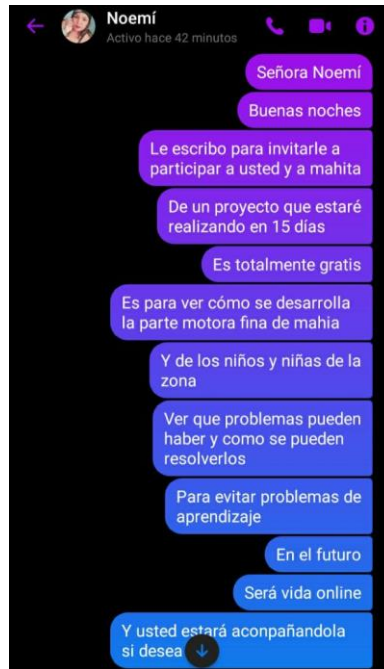 Noemí
Activo hace 42 minutos
Señora Noemí
Buenas noches
Le escribo para invitarle a
participar a usted y a mahita
De un proyecto que estaré
realizando en 15 días
Es totalmente gratis
Es para ver cómo se desarrolla
la parte motora fina de mahia
Y de los niños y niñas de la
zona
Ver que problemas pueden
haber y como se pueden
resolverlos
Para evitar problemas de
aprendizaje
En el futuro
Será vida online
Y usted estará aconpañandola
si desea